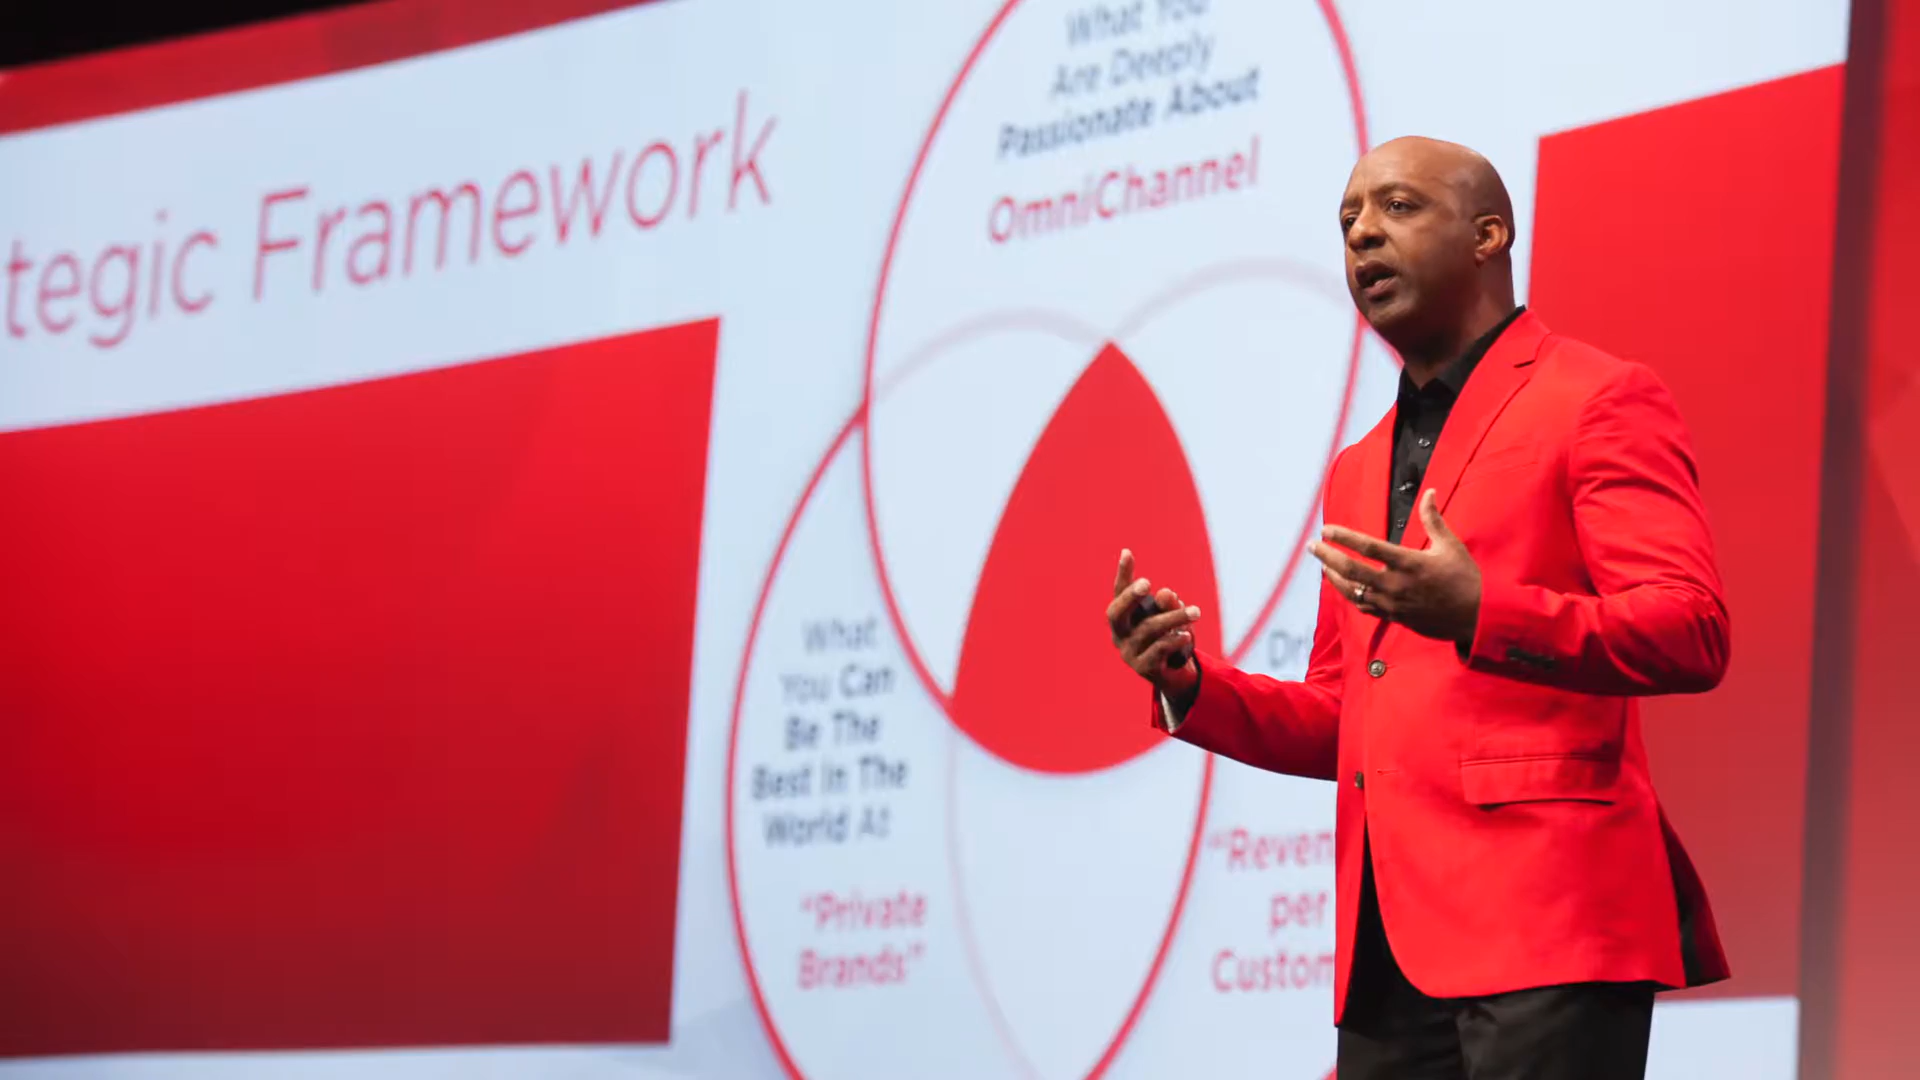 tegic Framework
What You
Are Deeply
Passionate About
OmniChannel
What
You Can
Be The
Best In The
World At
"Private
Brands"
Dri
"Reven
per
Custom